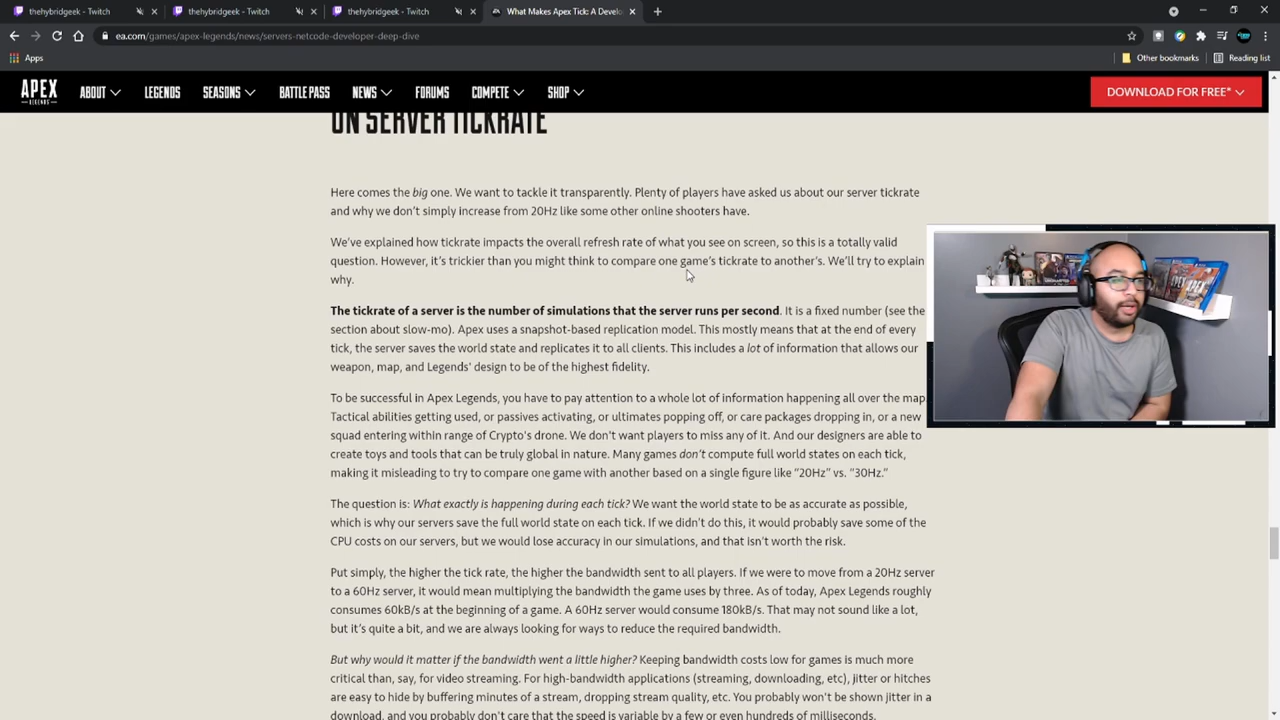 thehybridgeek - Twitch
thehybridgeek - Twitch
thehybridgeek - Twitch
What Makes Apex Tick: A Develo
ea.com/games/apex-legends/news/servers-netcode-developer-deep-dive
Apps
Other bookmarks
Reading list
APEX
LEGENDS
ABOUT
LEGENDS
SEASONS
BATTLE PASS
NEWS
FORUMS
COMPETE
SHOP
DOWNLOAD FOR FREE*
ON SERVER TICKRATE
Here comes the big one. We want to tackle it transparently. Plenty of players have asked us about our server tickrate
and why we don't simply increase from 20Hz like some other online shooters have.
We've explained how tickrate impacts the overall refresh rate of what you see on screen, so this is a totally valid
question. However, it's trickier than you might think to compare one game's tickrate to another's. We'll try to explain
why.
The tickrate of a server is the number of simulations that the server runs per second. It is a fixed number (see the
section about slow-mo). Apex uses a snapshot-based replication model. This mostly means that at the end of every
tick, the server saves the world state and replicates it to all clients. This includes a lot of information that allows our
weapon, map, and Legends' design to be of the highest fidelity.
To be successful in Apex Legends, you have to pay attention to a whole lot of information happening all over the map.
Tactical abilities getting used, or passives activating, or ultimates popping off, or care packages dropping in, or a new
squad entering within range of Crypto's drone. We don't want players to miss any of it. And our designers are able to
create toys and tools that can be truly global in nature. Many games don't compute full world states on each tick,
making it misleading to try to compare one game with another based on a single figure like "20Hz" vs. "30Hz."
The question is: What exactly is happening during each tick? We want the world state to be as accurate as possible,
which is why our servers save the full world state on each tick. If we didn't do this, it would probably save some of the
CPU costs on our servers, but we would lose accuracy in our simulations, and that isn't worth the risk.
Put simply, the higher the tick rate, the higher the bandwidth sent to all players. If we were to move from a 20Hz server
to a 60Hz server, it would mean multiplying the bandwidth the game uses by three. As of today, Apex Legends roughly
consumes 60kB/s at the beginning of a game. A 60Hz server would consume 180kB/s. That may not sound like a lot,
but it's quite a bit, and we are always looking for ways to reduce the required bandwidth.
But why would it matter if the bandwidth went a little higher? Keeping bandwidth costs low for games is much more
critical than, say, for video streaming. For high-bandwidth applications (streaming, downloading, etc), jitter or hitches
are easy to hide by buffering minutes of a stream, dropping stream quality, etc. You probably won't be shown jitter in a
download, and you probably don't care that the speed is variable by a few or even hundreds of milliseconds.